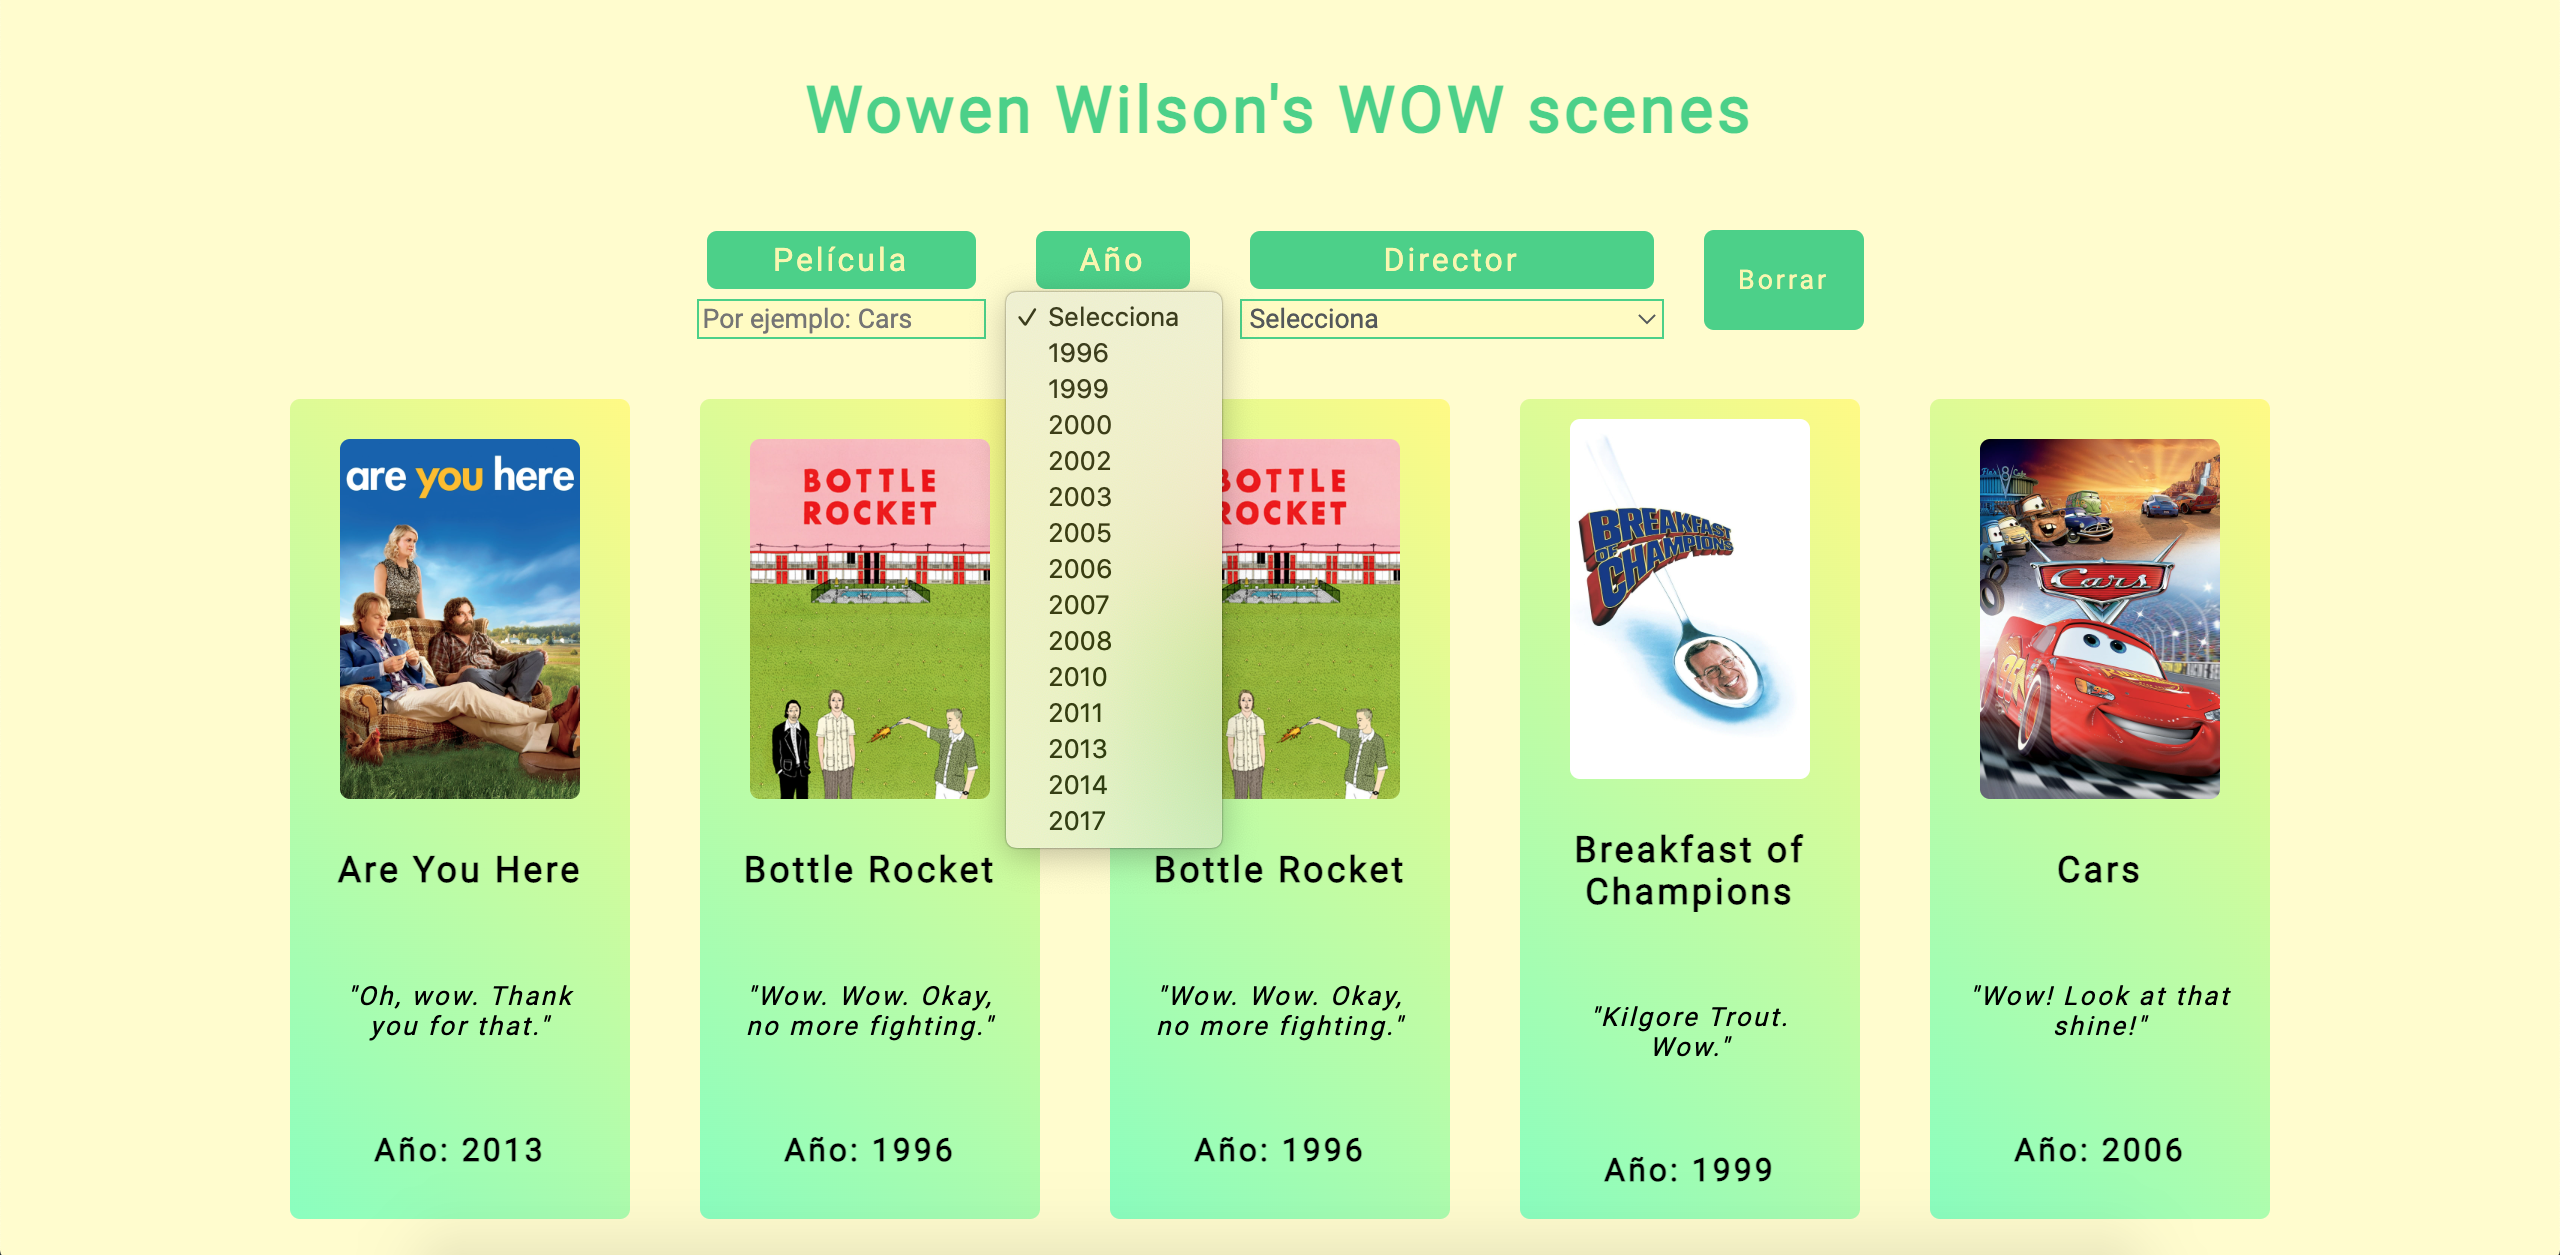 Wowen Wilson's WOW scenes
Película
Año
Director
Borrar
Por ejemplo: Cars
Selecciona
1996
1999
2000
2002
2003
2005
2006
2007
2008
2010
2011
2013
2014
2017
Selecciona
are you here
BOTTLE
ROCKET
BOTTLE
ROCKET
BREAKFAST
OF
CHAMPIONS
Cars
Are You Here
Bottle Rocket
Bottle Rocket
Breakfast of
Champions
Cars
"Oh, wow. Thank
you for that."
"Wow. Wow. Okay,
no more fighting."
"Wow. Wow. Okay,
no more fighting."
"Kilgore Trout.
Wow."
"Wow! Look at that
shine!"
Año: 2013
Año: 1996
Año: 1996
Año: 1999
Año: 2006